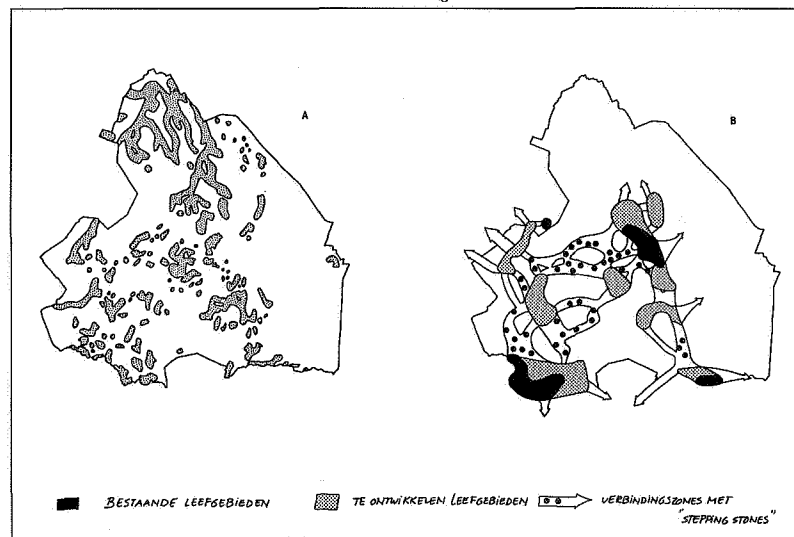 A
B
BESTAANDE LEEFGEBIEDEN
TE ONTWIKKELEN LEEFGEBIEDEN
VERBINDINGSZONES MET
"STEPPING STONES"